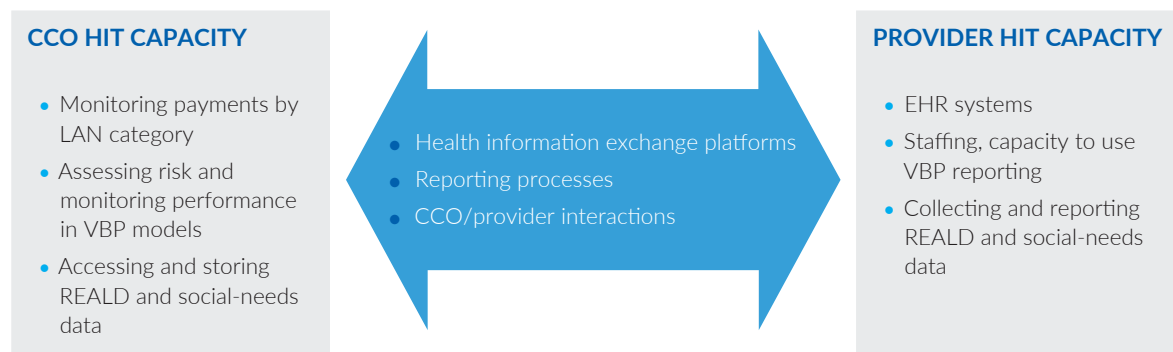 CCO HIT CAPACITY
• Monitoring payments by
LAN category
• Assessing risk and
monitoring performance
in VBP models
• Accessing and storing
REALD and social-needs
data
• Health information exchange platforms
• Reporting processes
• CCO/provider interactions
PROVIDER HIT CAPACITY
• EHR systems
• Staffing, capacity to use
VBP reporting
• Collecting and reporting
REALD and social-needs
data